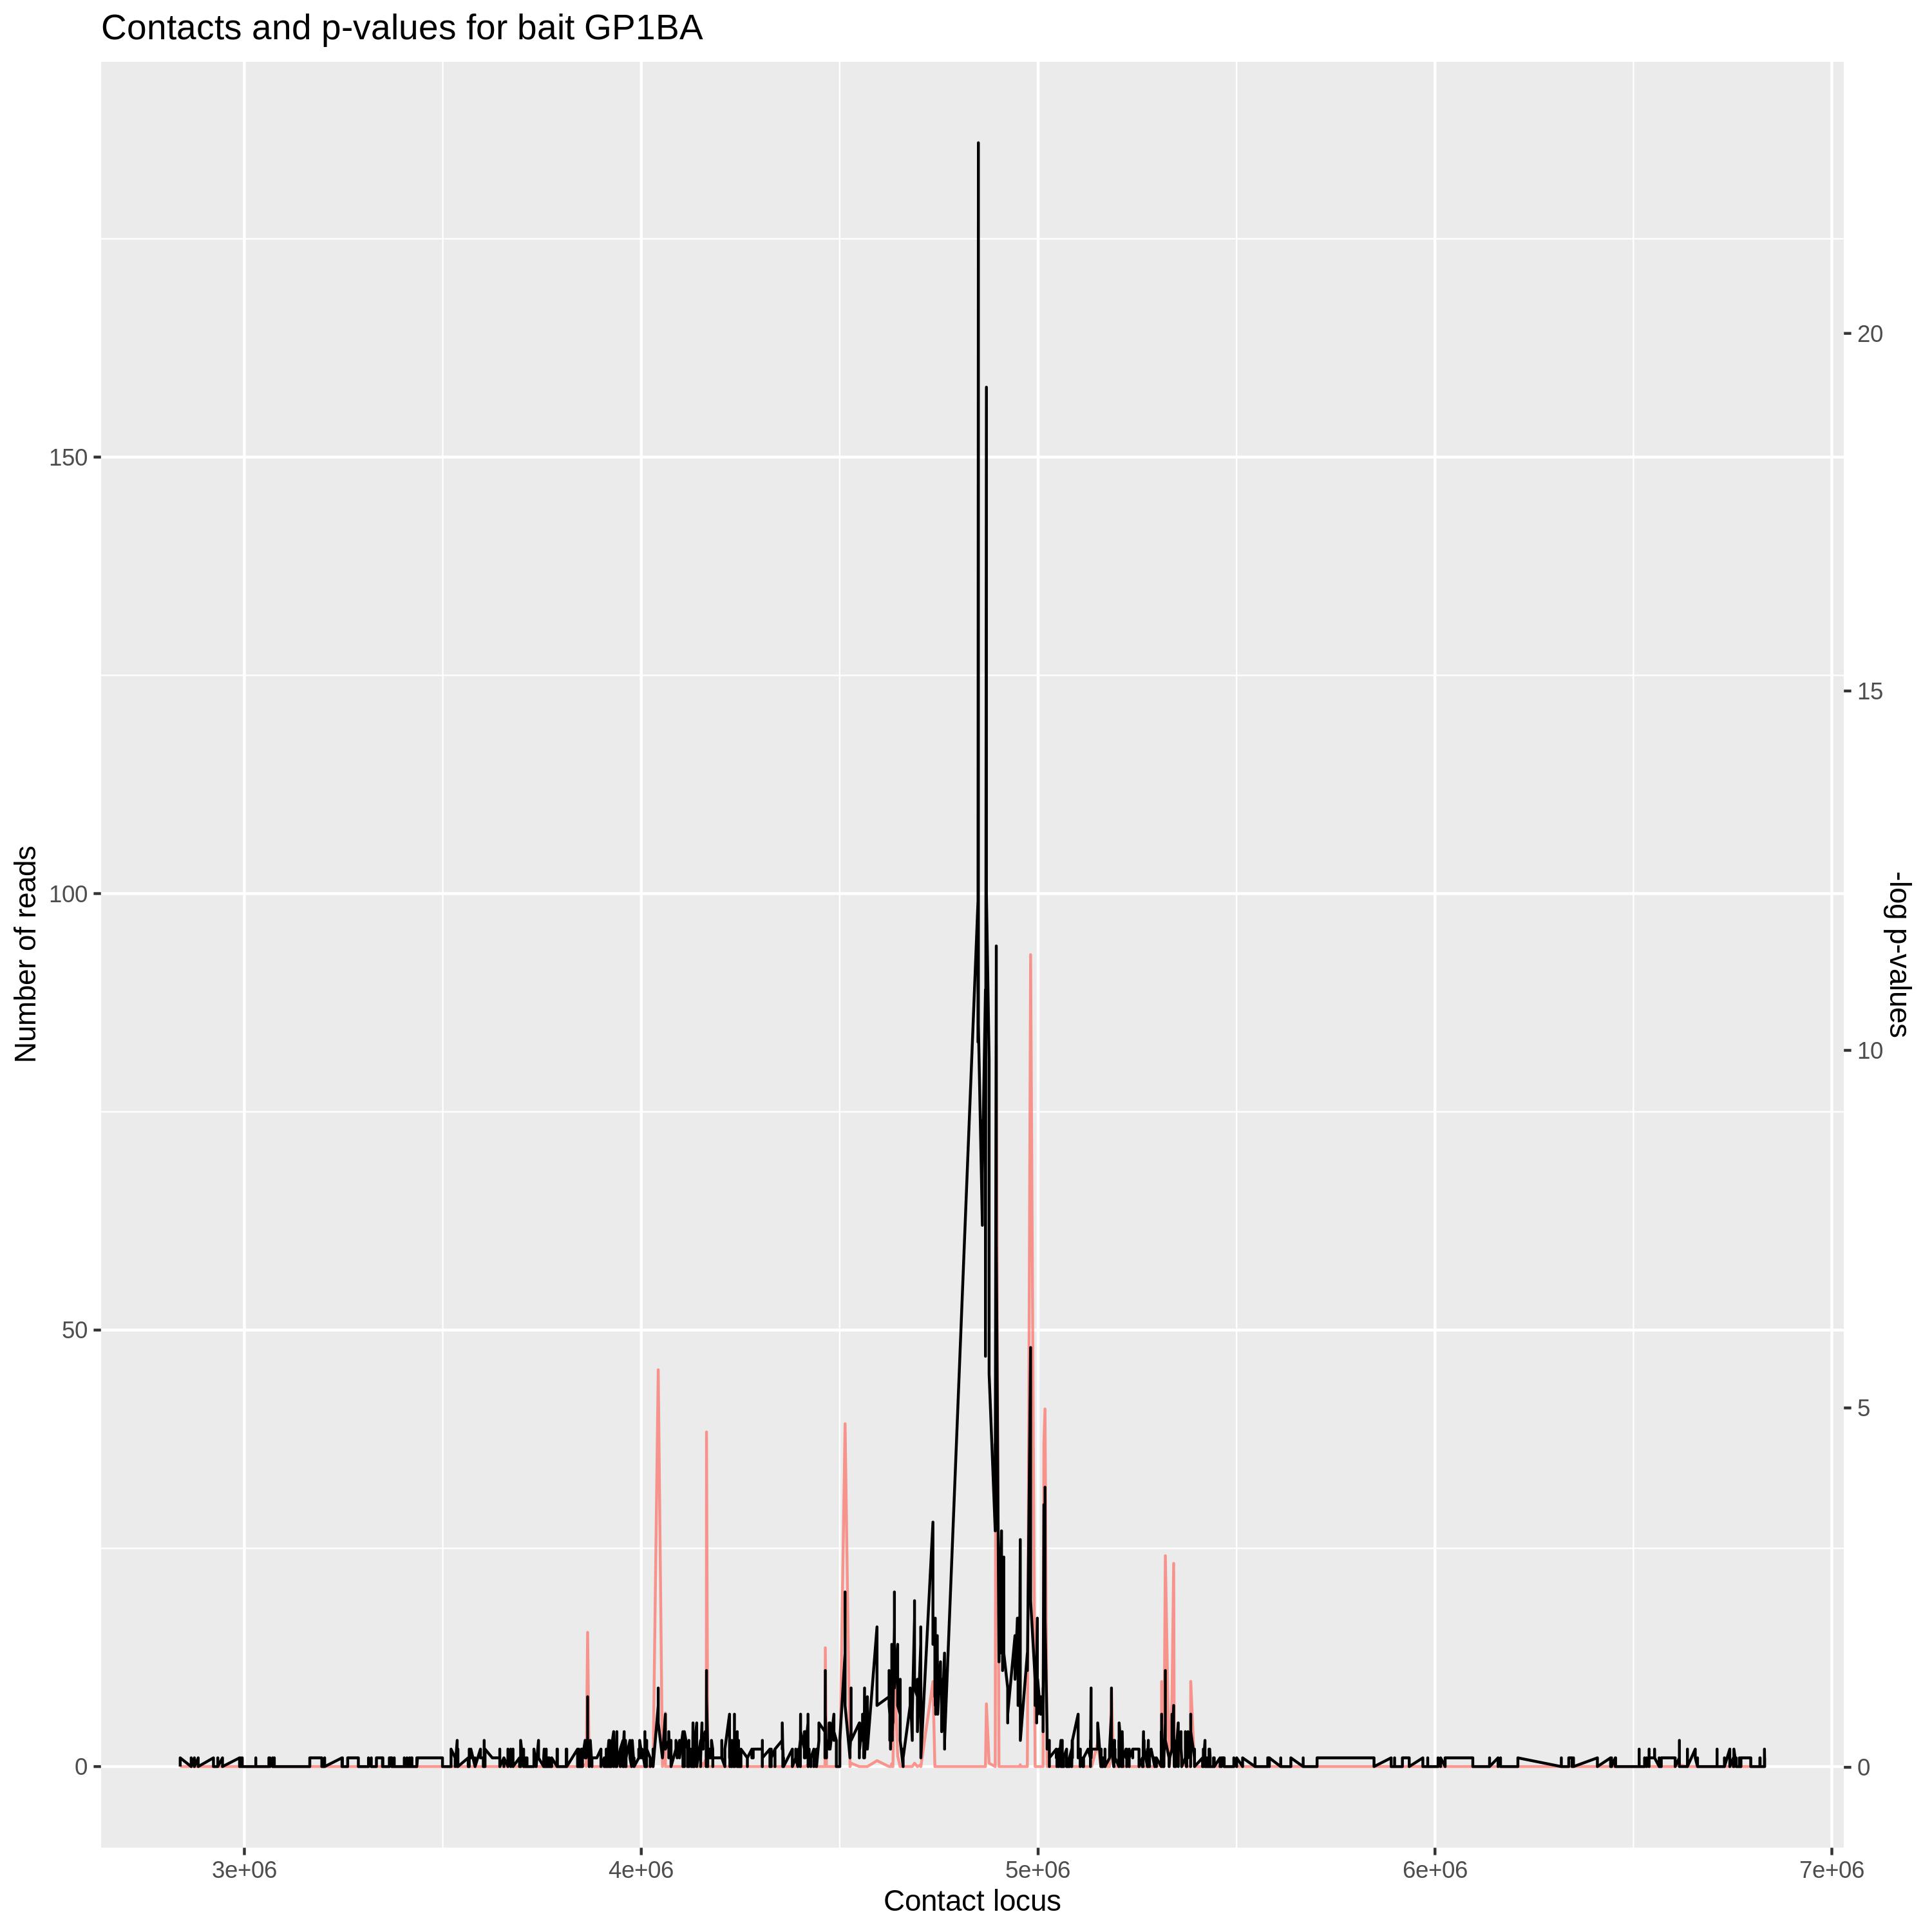 Contacts and p-values for bait GP1BA
150
100
50
0
Number of reads
20
15
10
5
0
-log p-values
3e+06
4e+06
5e+06
6e+06
7e+06
Contact locus